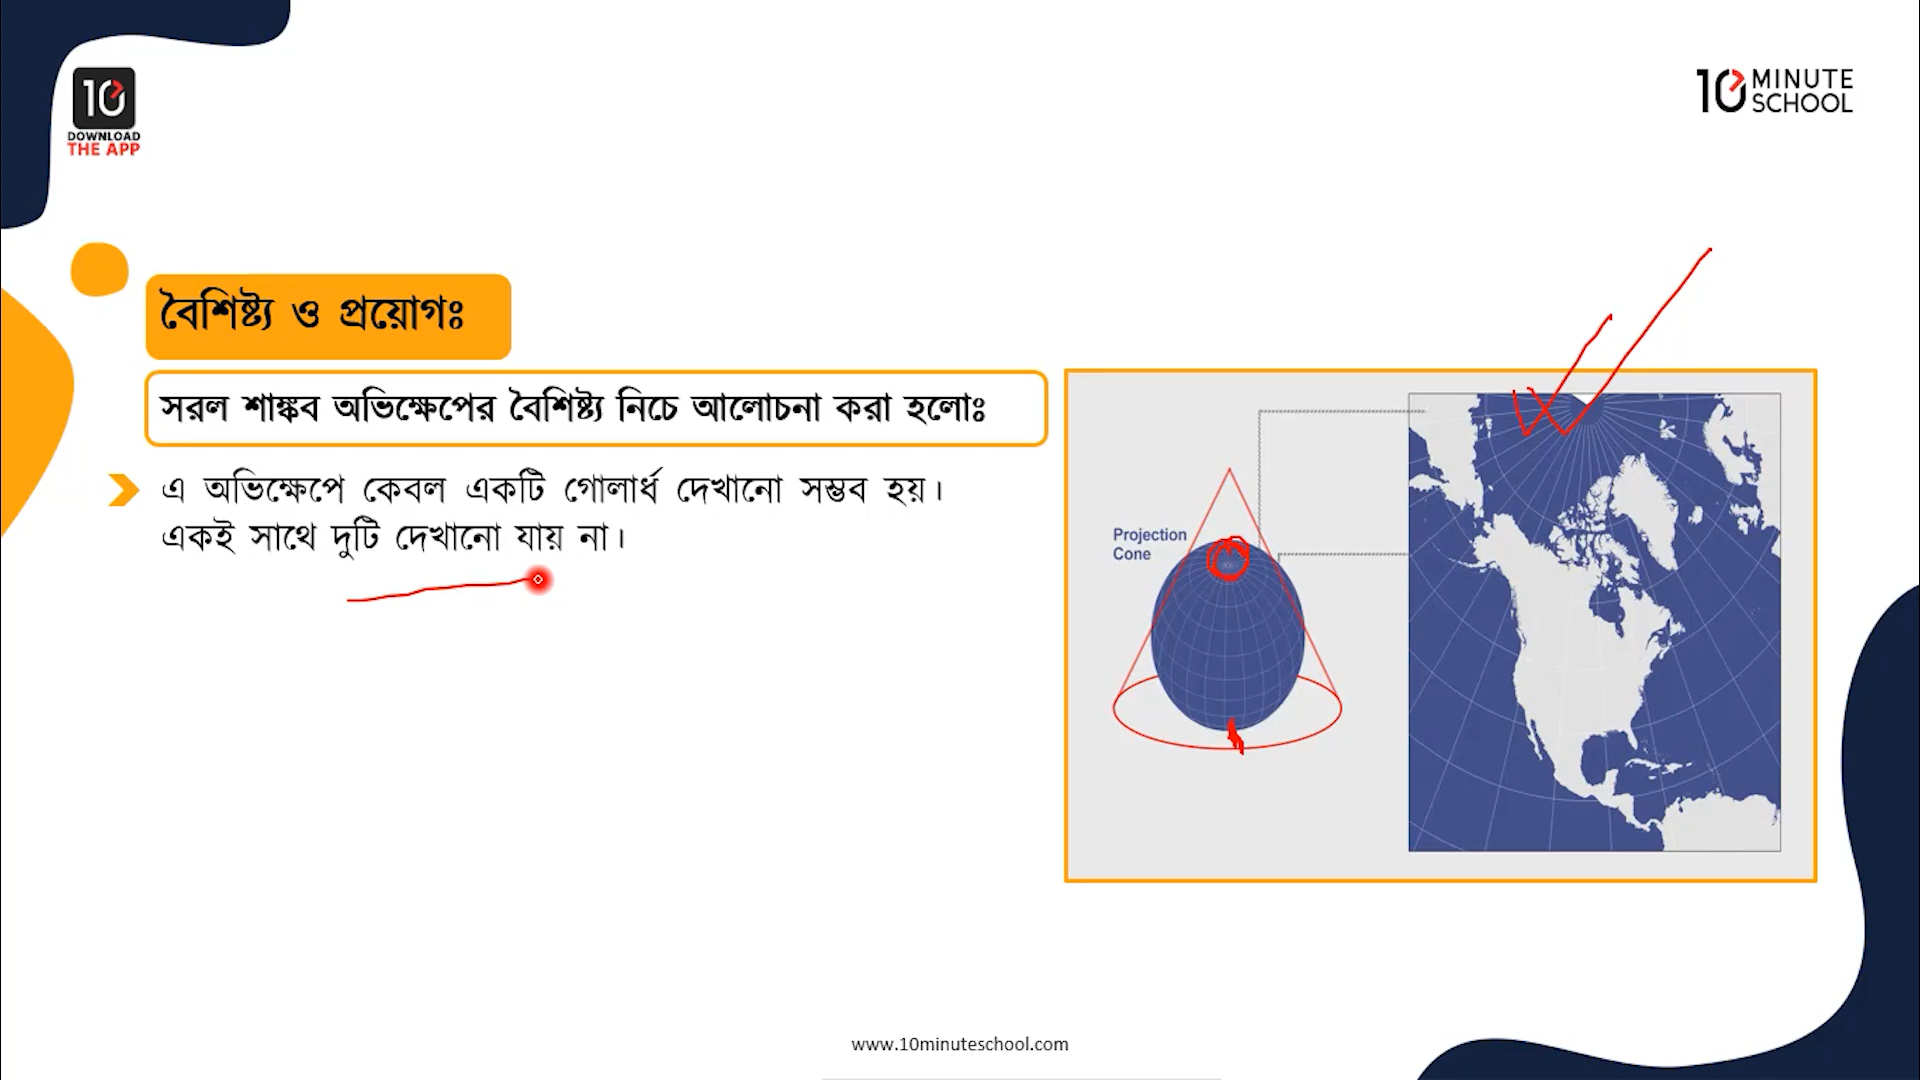 10
DOWNLOAD
THE APP
10 MINUTE
SCHOOL
বৈশিষ্ট্য ও প্রয়োগঃ
সরল শাঙ্কব অভিক্ষেপের বৈশিষ্ট্য নিচে আলোচনা করা হলোঃ
এ অভিক্ষেপে কেবল একটি গোলার্ধ দেখানো সম্ভব হয়।
একই সাথে দুটি দেখানো যায় না।
Projection
Cone
www.10minuteschool.com